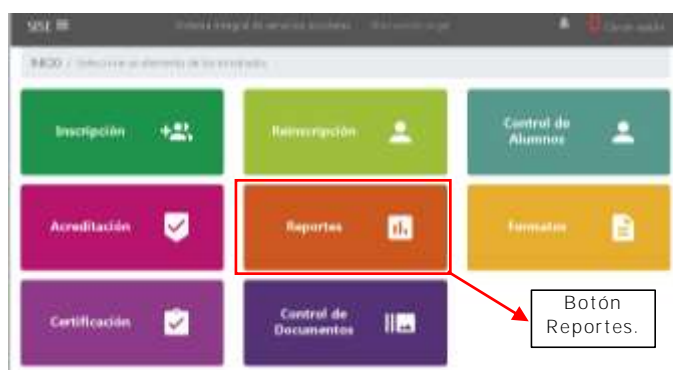 SISE
Sistema Integral de servicios escolares
Cerrar sesión
INICIO / Seleccione un elemento de los
Inscripción
Reinscripción
Control de
Alumnos
Acreditación
Reportes
Formatos
Certificación
Control de
Documentos
Botón
Reportes.